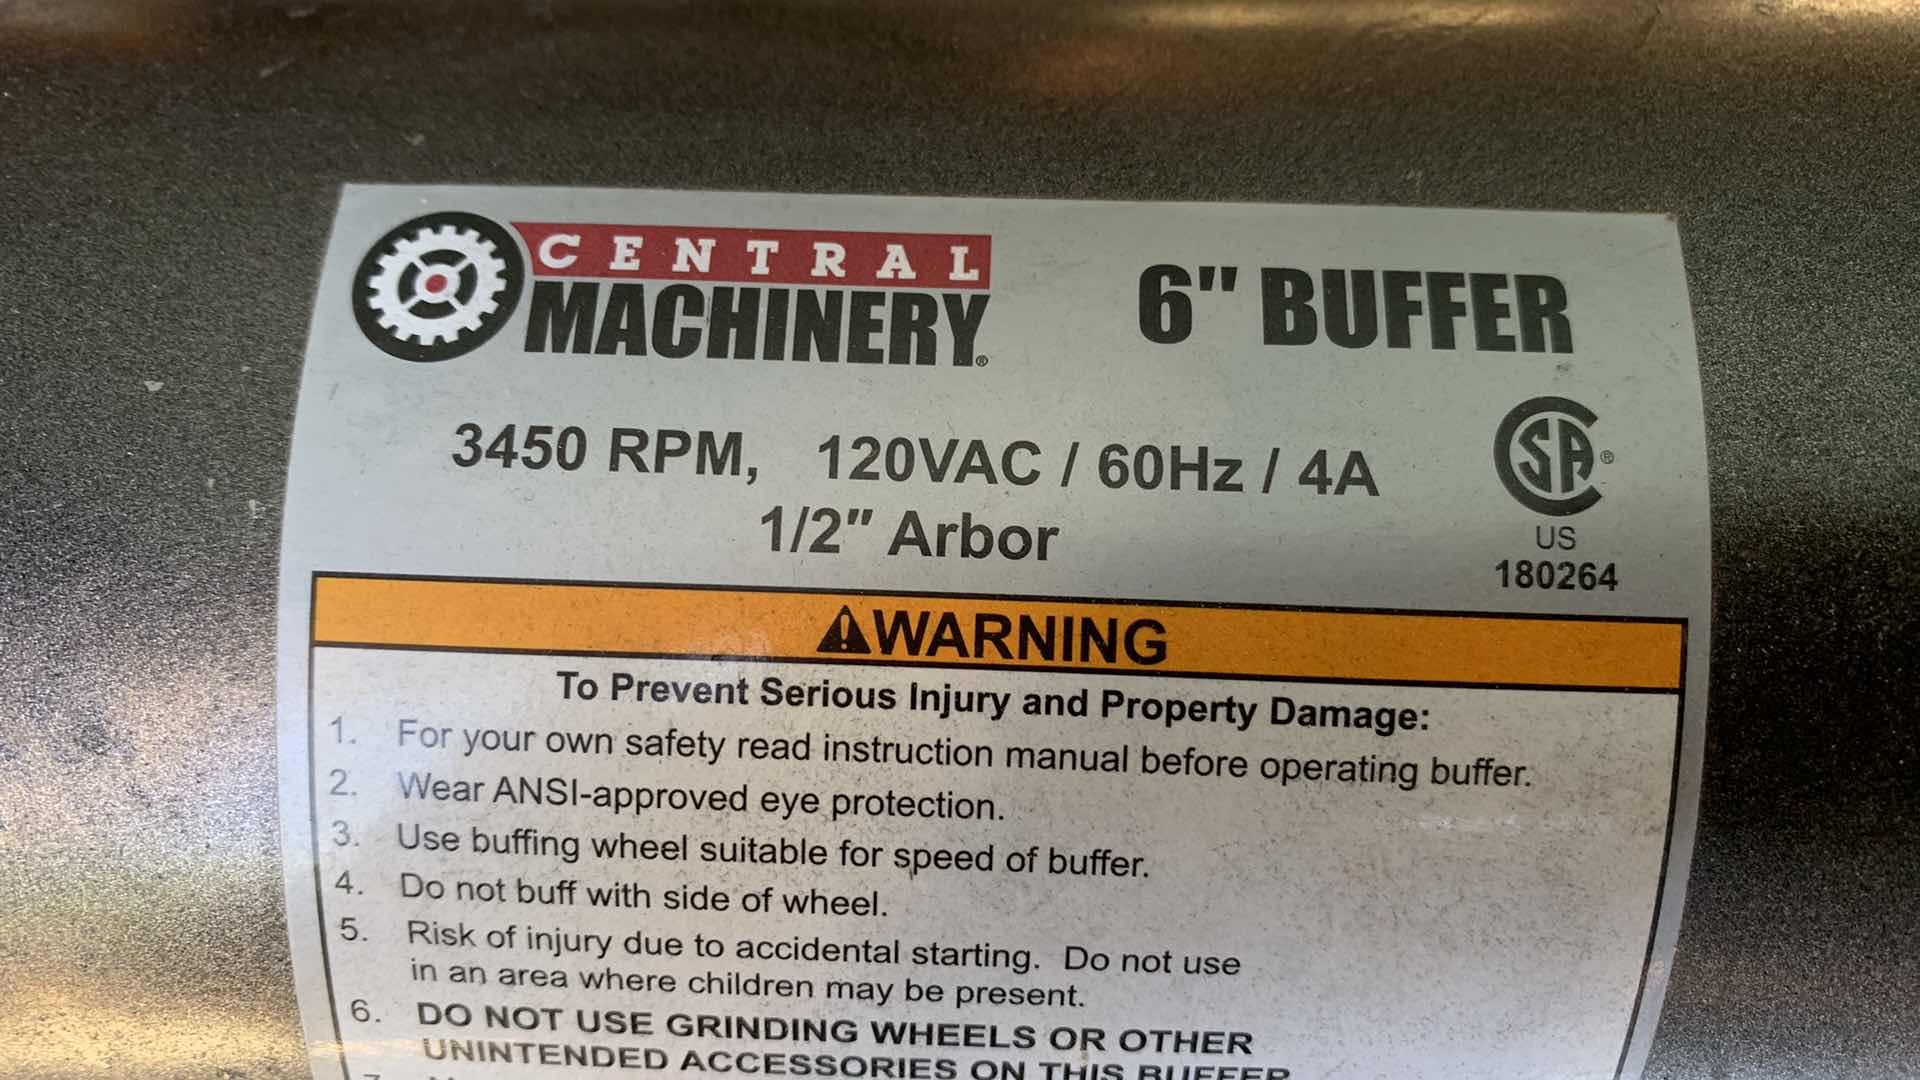 CENTRAL
MACHINERY®
6" BUFFER
3450 RPM, 120VAC / 60Hz / 4A
1/2" Arbor
SA®
US
180264
WARNING
To Prevent Serious Injury and Property Damage:
1. For your own safety read instruction manual before operating buffer.
2. Wear ANSI-approved eye protection.
3. Use buffing wheel suitable for speed of buffer.
4. Do not buff with side of wheel.
5. Risk of injury due to accidental starting. Do not use
in an area where children may be present.
6. DO NOT USE GRINDING WHEELS OR OTHER
UNINTENDED ACCESSORIES ON THIS BUFFER